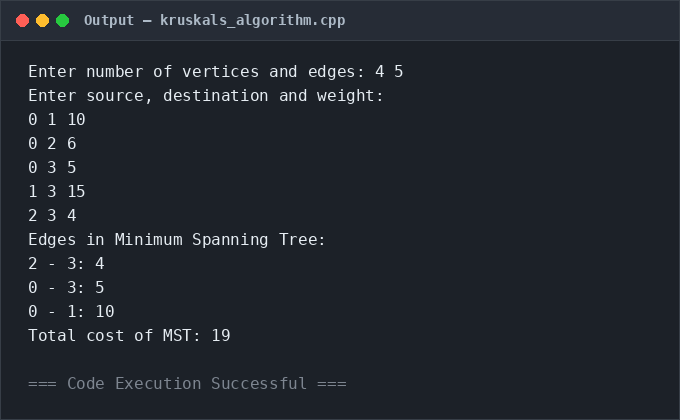 Output — kruskals_algorithm.cpp
Enter number of vertices and edges: 4 5
Enter source, destination and weight:
0 1 10
0 2 6
0 3 5
1 3 15
2 3 4
Edges in Minimum Spanning Tree:
2 - 3: 4
0 - 3: 5
0 - 1: 10
Total cost of MST: 19
=== Code Execution Successful ===